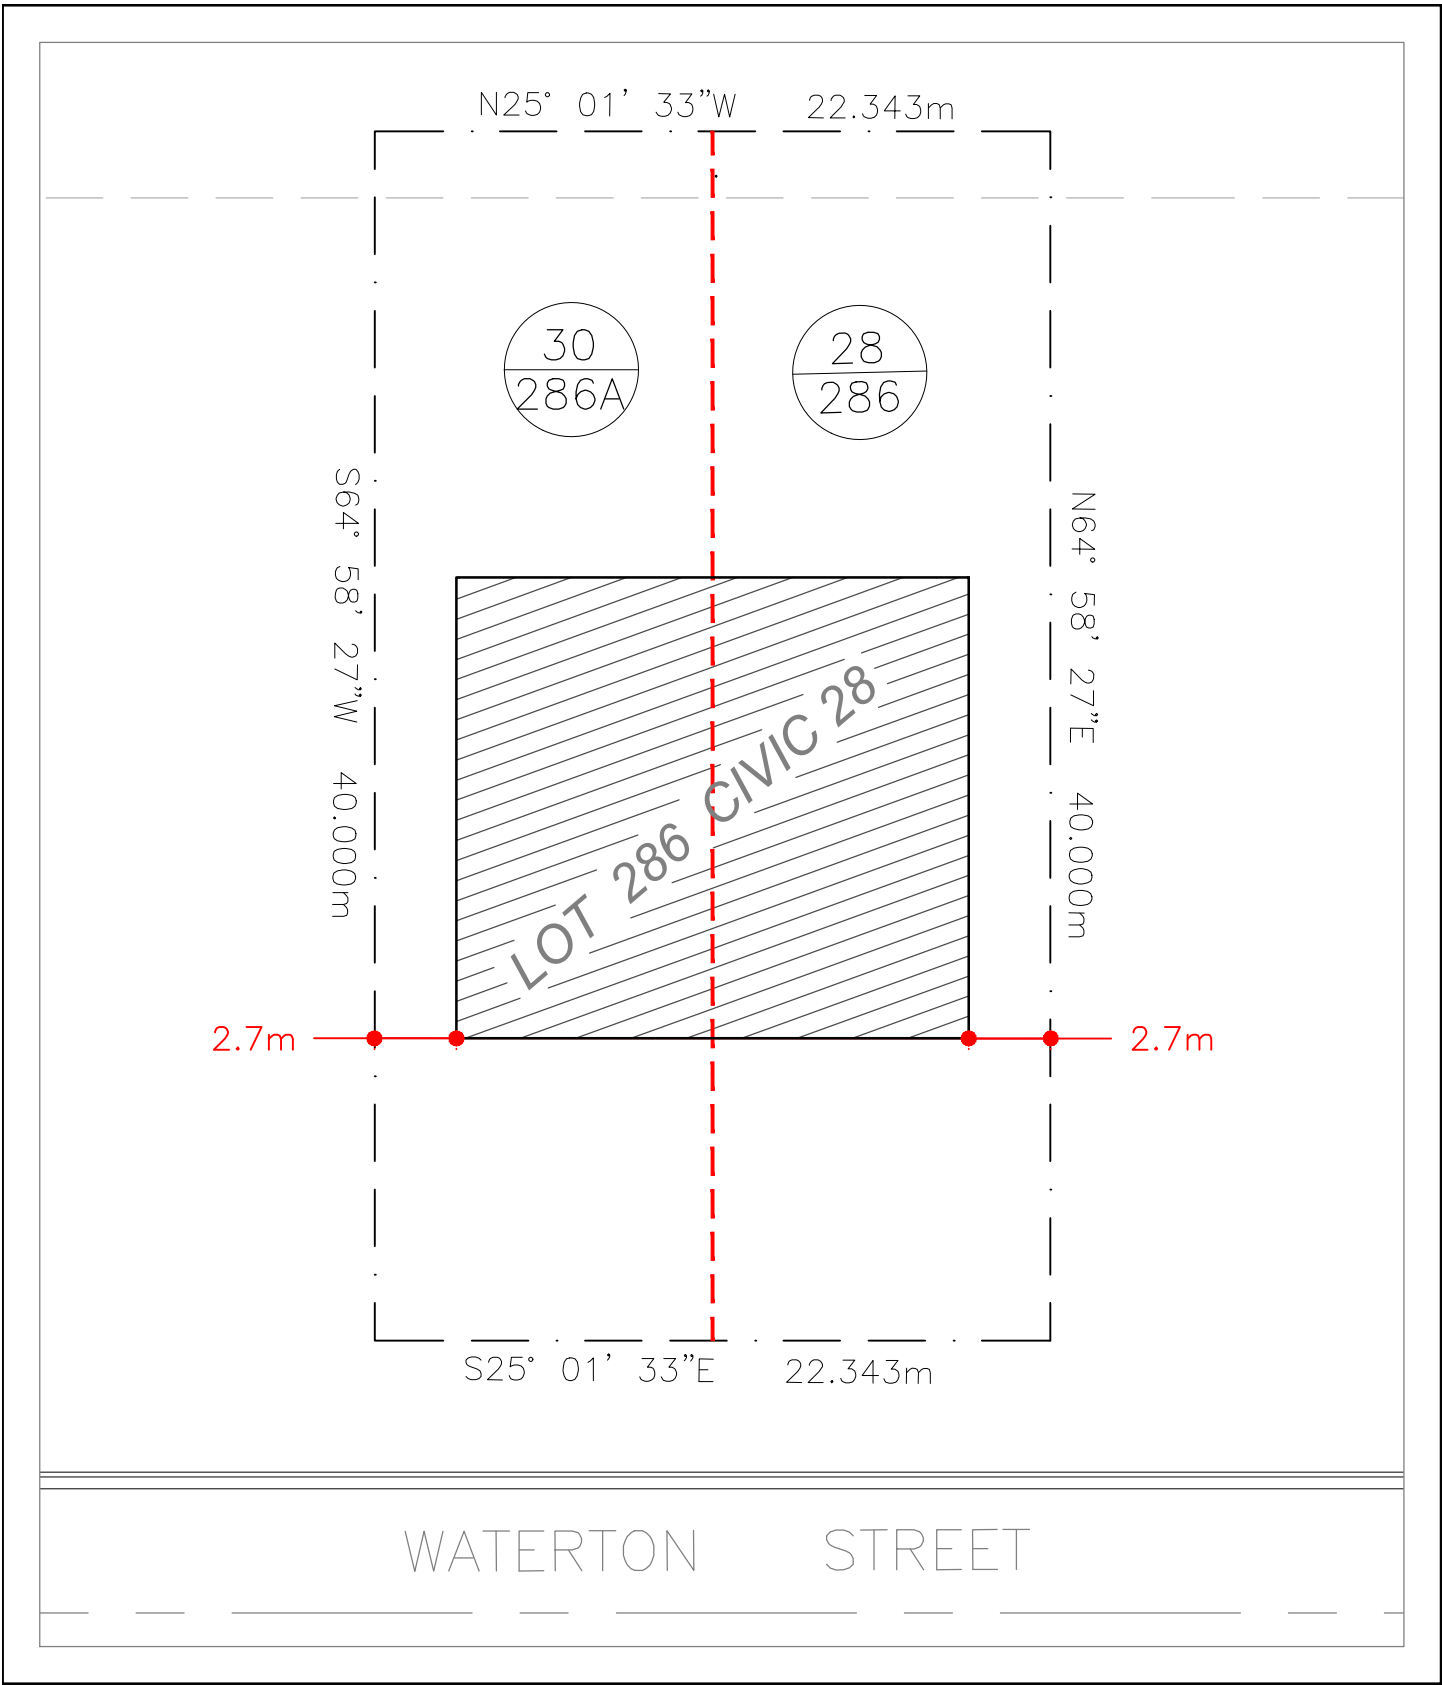 N25° 01' 33"W 22.343m
30
286A
28
286
S64° 58' 27"W 40.000m
N64° 58' 27"E 40.000m
LOT 286 CIVIC 28
2.7m
2.7m
S25° 01' 33"E 22.343m
WATERTON STREET